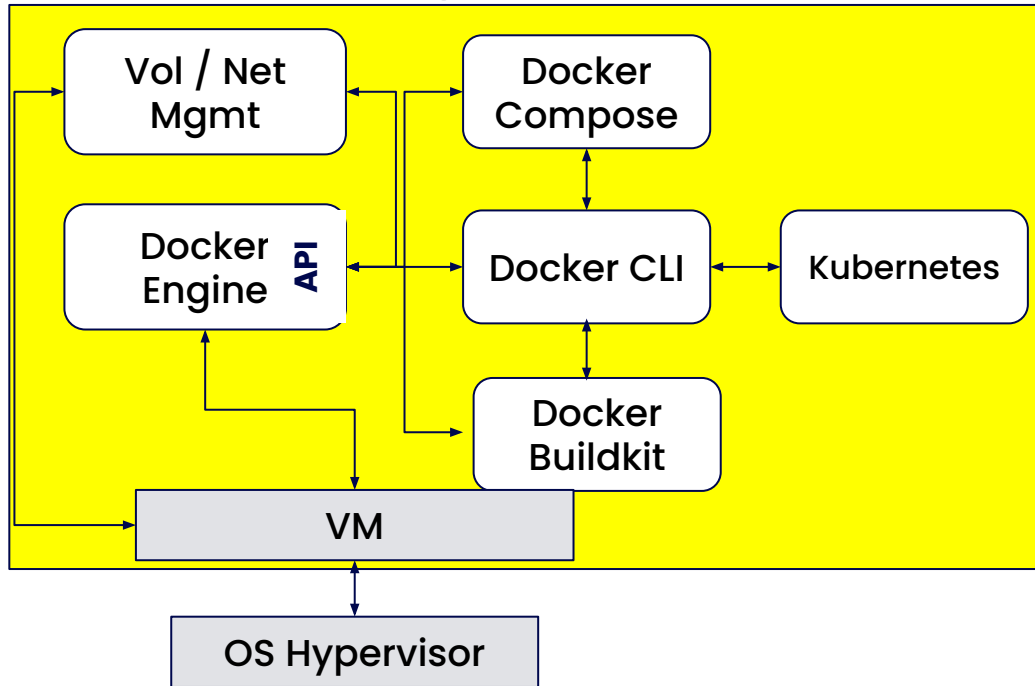 Vol / Net
Mgmt
Docker
Compose
Docker
Engine
API
Docker CLI
Kubernetes
Docker
Buildkit
VM
OS Hypervisor